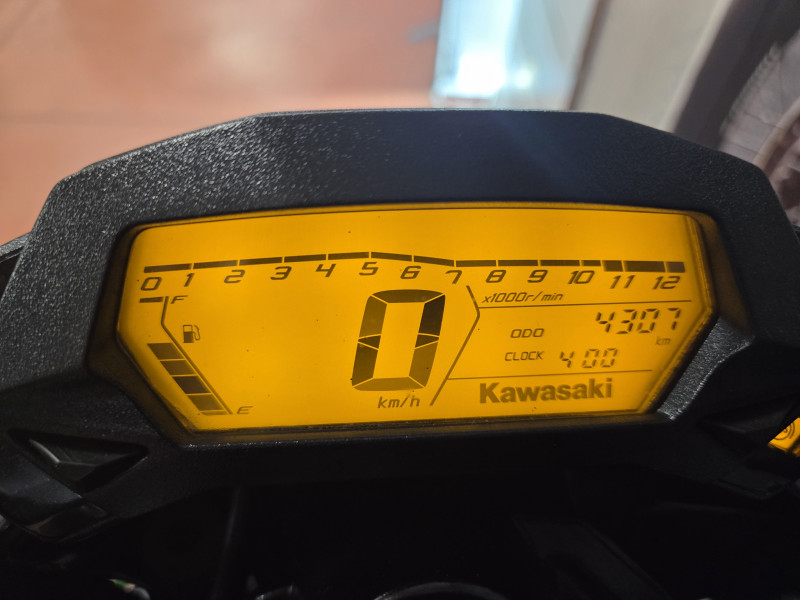 0 1 2 3 4 5 6 7 8 9 10 11 12
x1000r/min
F
ODO 4307
km
CLOCK 4 00
0
km/h
E
Kawasaki